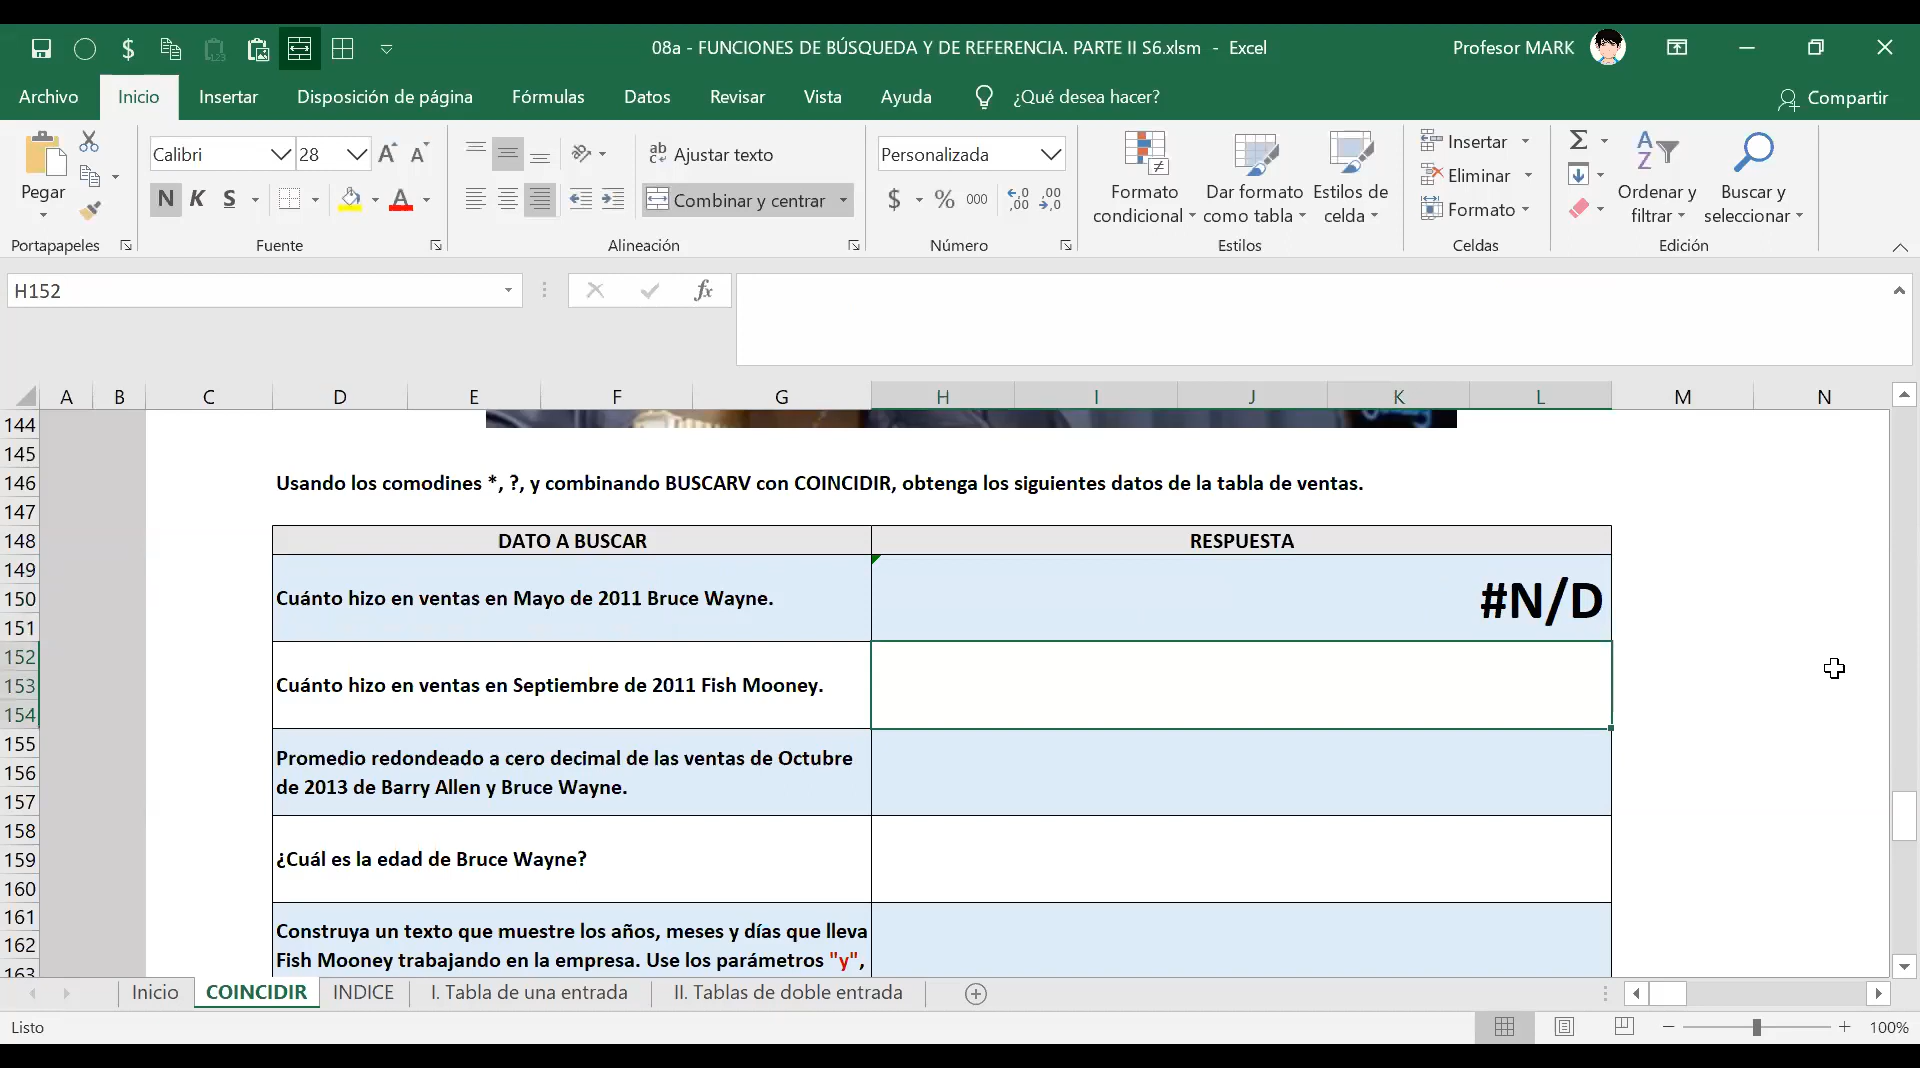 08a - FUNCIONES DE BÚSQUEDA Y DE REFERENCIA. PARTE II S6.xlsm - Excel
Profesor MARK
Archivo Inicio Insertar Disposición de página Fórmulas Datos Revisar Vista Ayuda ¿Qué desea hacer? Compartir
Pegar
Calibri 28
N K S
Ajustar texto
Combinar y centrar
Personalizada
$ % 000
Formato condicional
Dar formato como tabla
Estilos de celda
Insertar
Eliminar
Formato
Ordenar y filtrar
Buscar y seleccionar
Portapapeles Fuente Alineación Número Estilos Celdas Edición
H152
fx
A B C D E F G H I J K L M N
144
145
146 Usando los comodines *, ?, y combinando BUSCARV con COINCIDIR, obtenga los siguientes datos de la tabla de ventas.
147
148 DATO A BUSCAR RESPUESTA
149
150 Cuánto hizo en ventas en Mayo de 2011 Bruce Wayne. #N/D
151
152
153 Cuánto hizo en ventas en Septiembre de 2011 Fish Mooney.
154
155 Promedio redondeado a cero decimal de las ventas de Octubre
156 de 2013 de Barry Allen y Bruce Wayne.
157
158
159 ¿Cuál es la edad de Bruce Wayne?
160
161 Construya un texto que muestre los años, meses y días que lleva
162 Fish Mooney trabajando en la empresa. Use los parámetros "y",
163
Inicio COINCIDIR INDICE I. Tabla de una entrada II. Tablas de doble entrada
Listo
100%